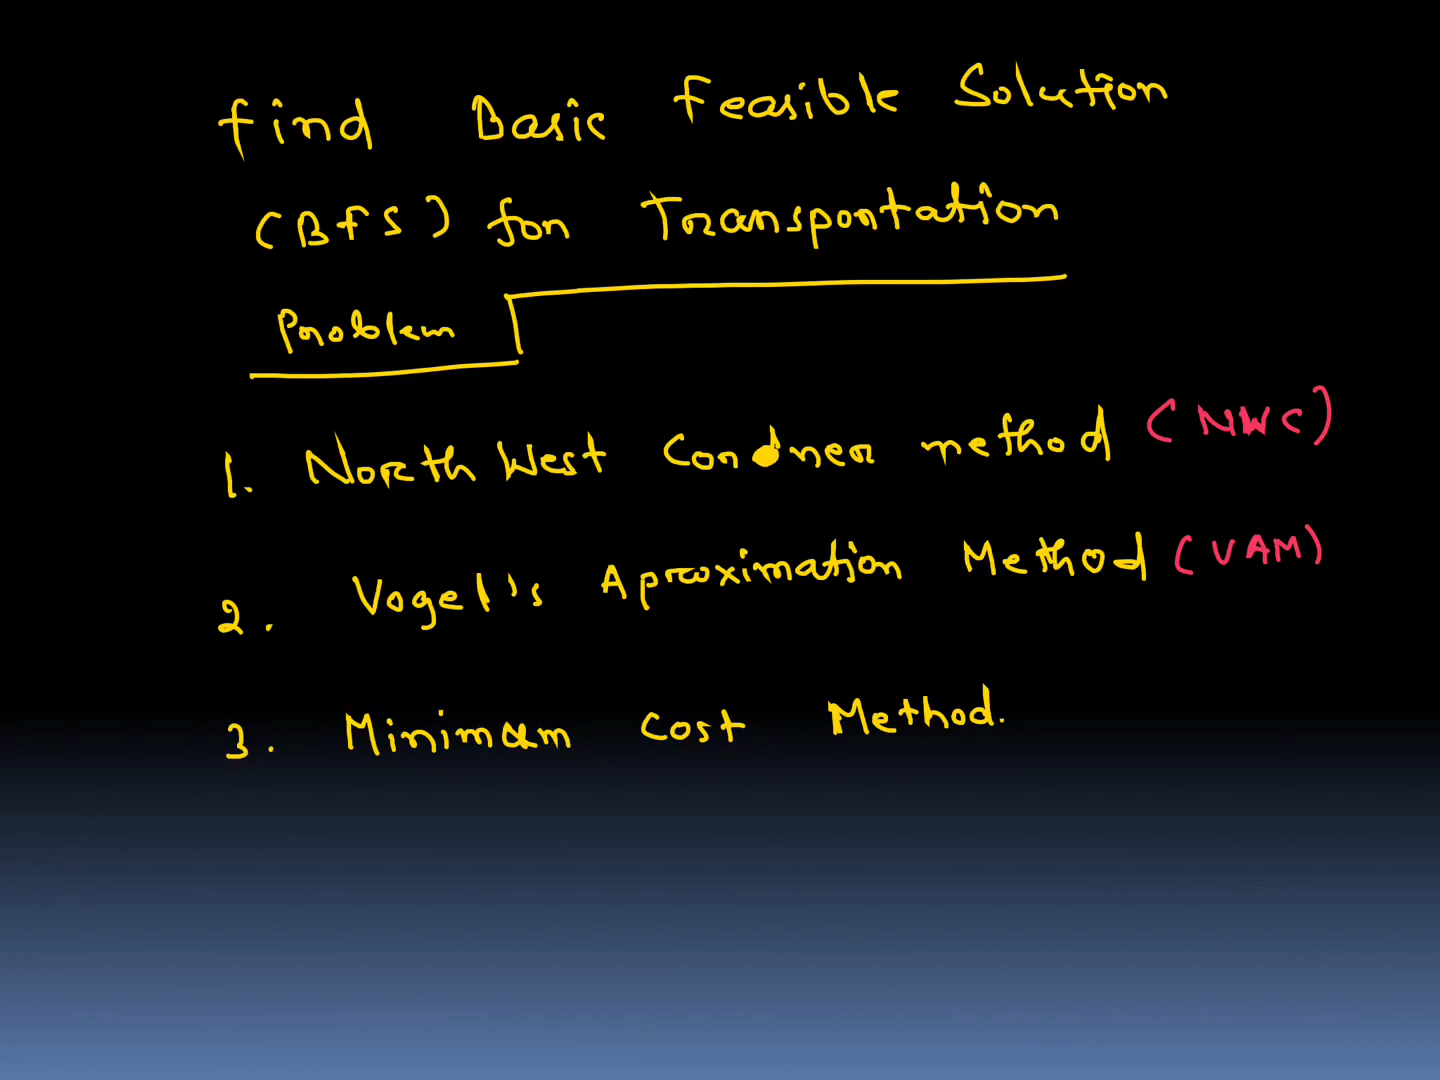 Find Basic Feasible Solution
(BFS) for Transportation
Problem
1. North West Cordner method (NWC)
2. Vogel's Aproximation Method (VAM)
3. Minimum Cost Method.